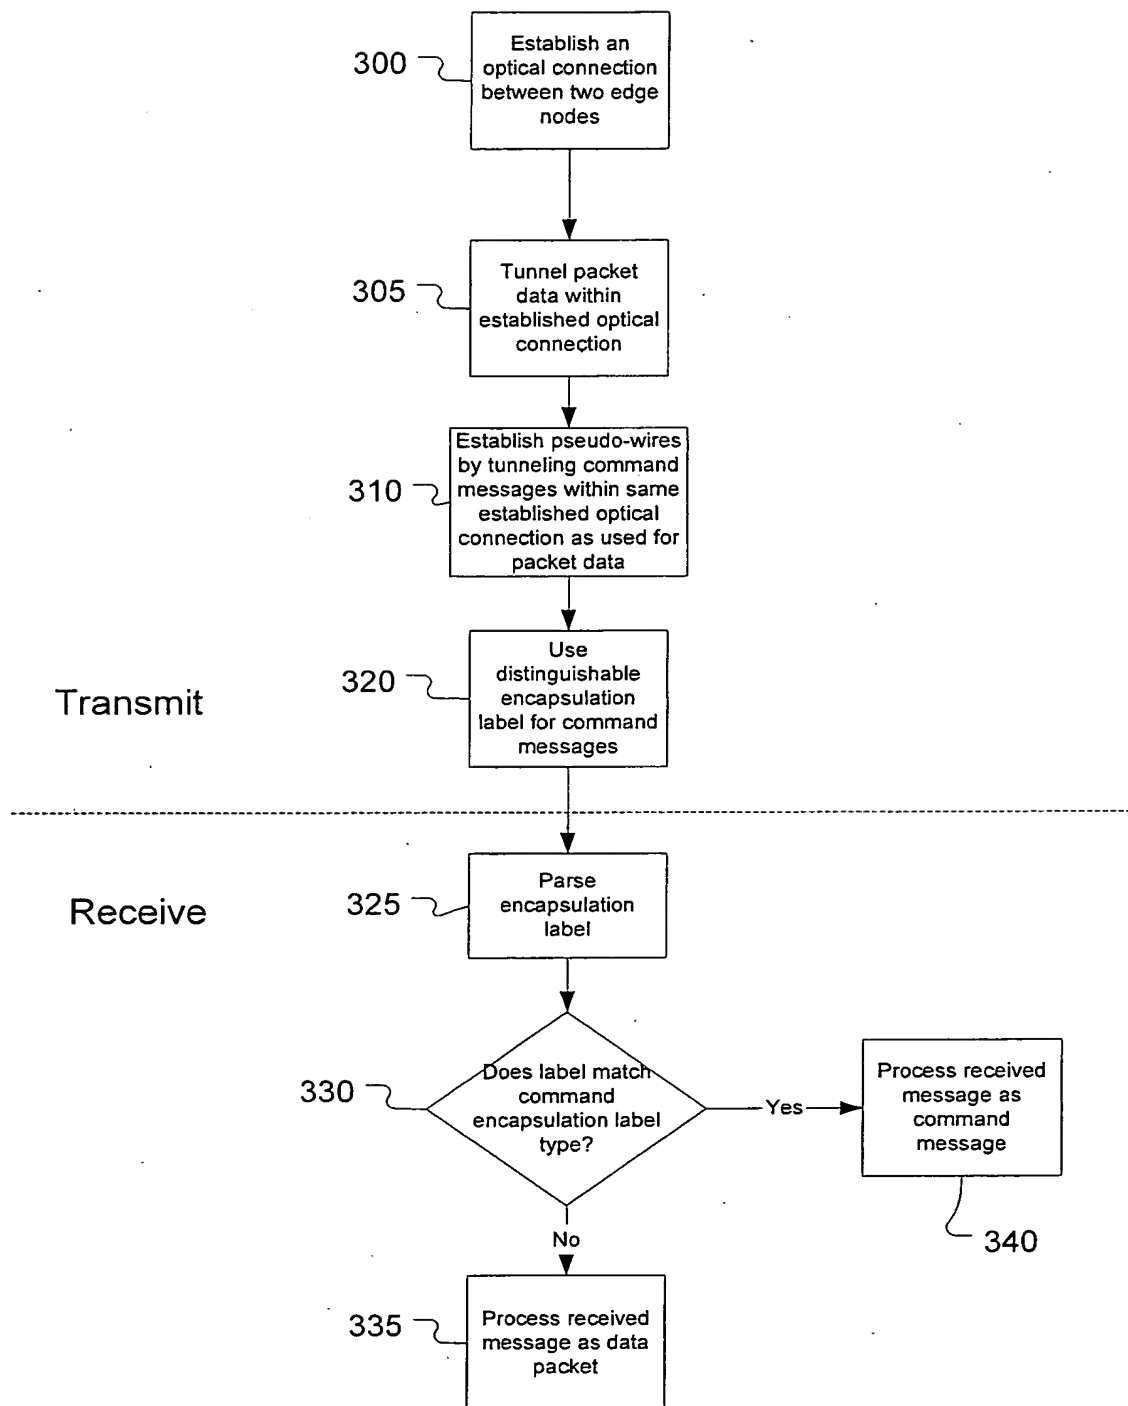 300
Establish an
optical connection
between two edge
nodes
305
Tunnel packet
data within
established optical
connection
310
Establish pseudo-wires
by tunneling command
messages within same
established optical
connection as used for
packet data
Transmit
320
Use
distinguishable
encapsulation
label for command
messages
Receive
325
Parse
encapsulation
label
330
Does label match
command
encapsulation label
type?
Yes
Process received
message as
command
message
340
No
335
Process received
message as data
packet